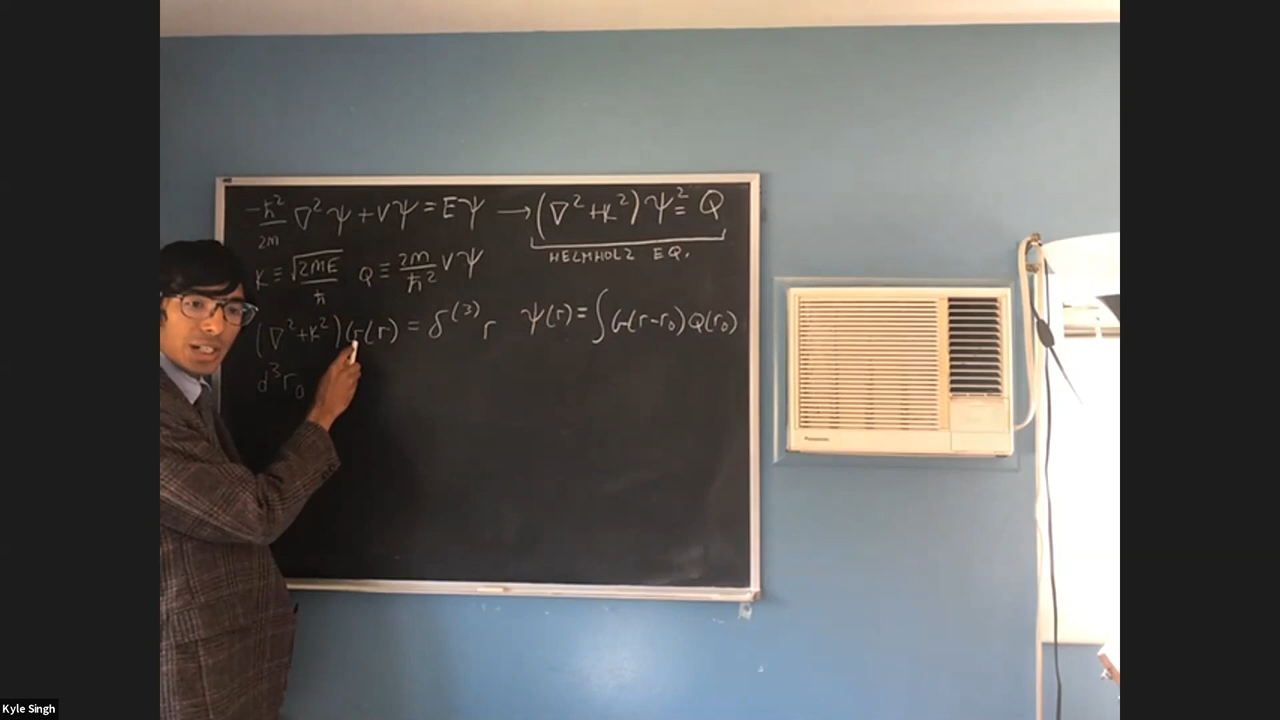 -ħ²/2m ∇²ψ + Vψ = Eψ → (∇²+k²)ψ² = Q
HELMHOLZ EQ.
k ≡ √2mE/ħ Q ≡ 2m/ħ² Vψ
(∇²+k²)G(r) = δ⁽³⁾r ψ(r) = ∫G(r-r₀)Q(r₀)
d³r₀
Panasonic
Kyle Singh